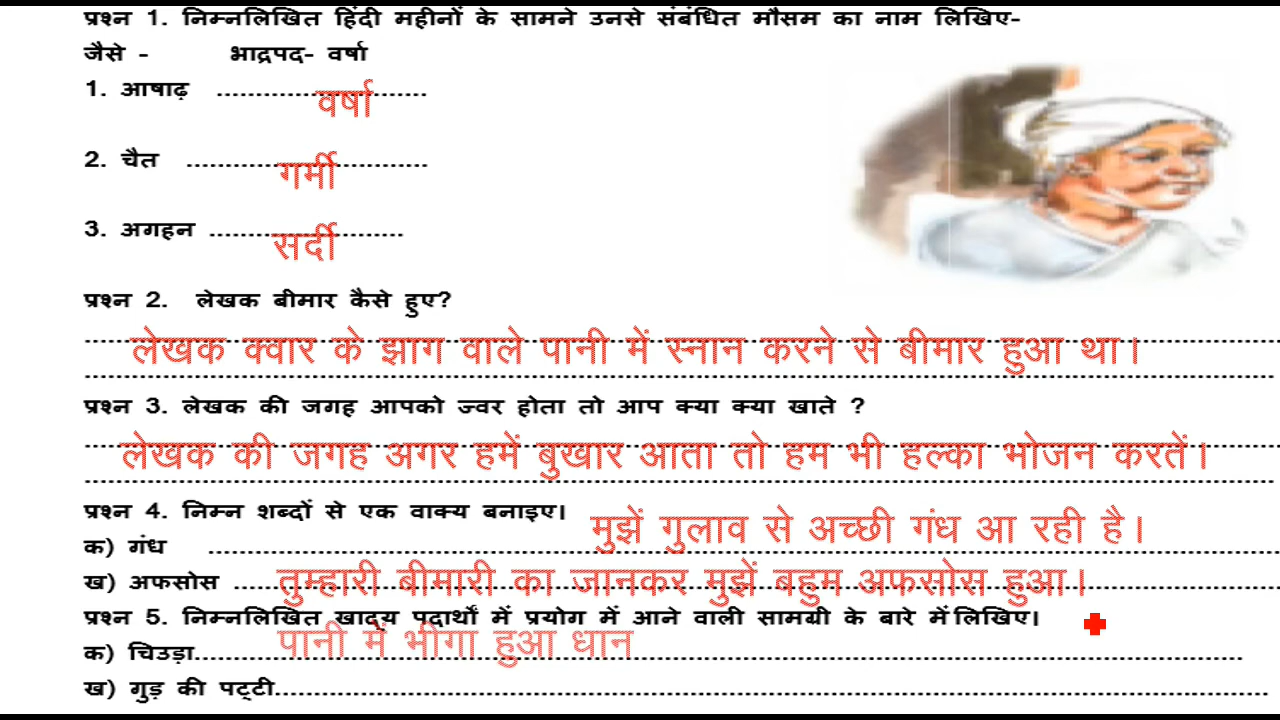 प्रश्न 1. निम्नलिखित हिंदी महीनों के सामने उनसे संबंधित मौसम का नाम लिखिए-
जैसे - भाद्रपद- वर्षा
1. आषाढ़ ........................... वर्षा
2. चैत ............................... गर्मी
3. अगहन ......................... सर्दी
प्रश्न 2. लेखक बीमार कैसे हुए?
लेखक क्वार के झाग वाले पानी में स्नान करने से बीमार हुआ था।
प्रश्न 3. लेखक की जगह आपको ज्वर होता तो आप क्या क्या खाते ?
लेखक की जगह अगर हमें बुखार आता तो हम भी हल्का भोजन करतें।
प्रश्न 4. निम्न शब्दों से एक वाक्य बनाइए।
क) गंध ........ मुझें गुलाव से अच्छी गंध आ रही है।
ख) अफसोस ..... तुम्हारी बीमारी का जानकर मुझें बहुम अफसोस हुआ।
प्रश्न 5. निम्नलिखित खाद्य पदार्थों में प्रयोग में आने वाली सामग्री के बारे में लिखिए।
क) चिउड़ा........ पानी में भीगा हुआ धान
ख) गुड़ की पट्टी........